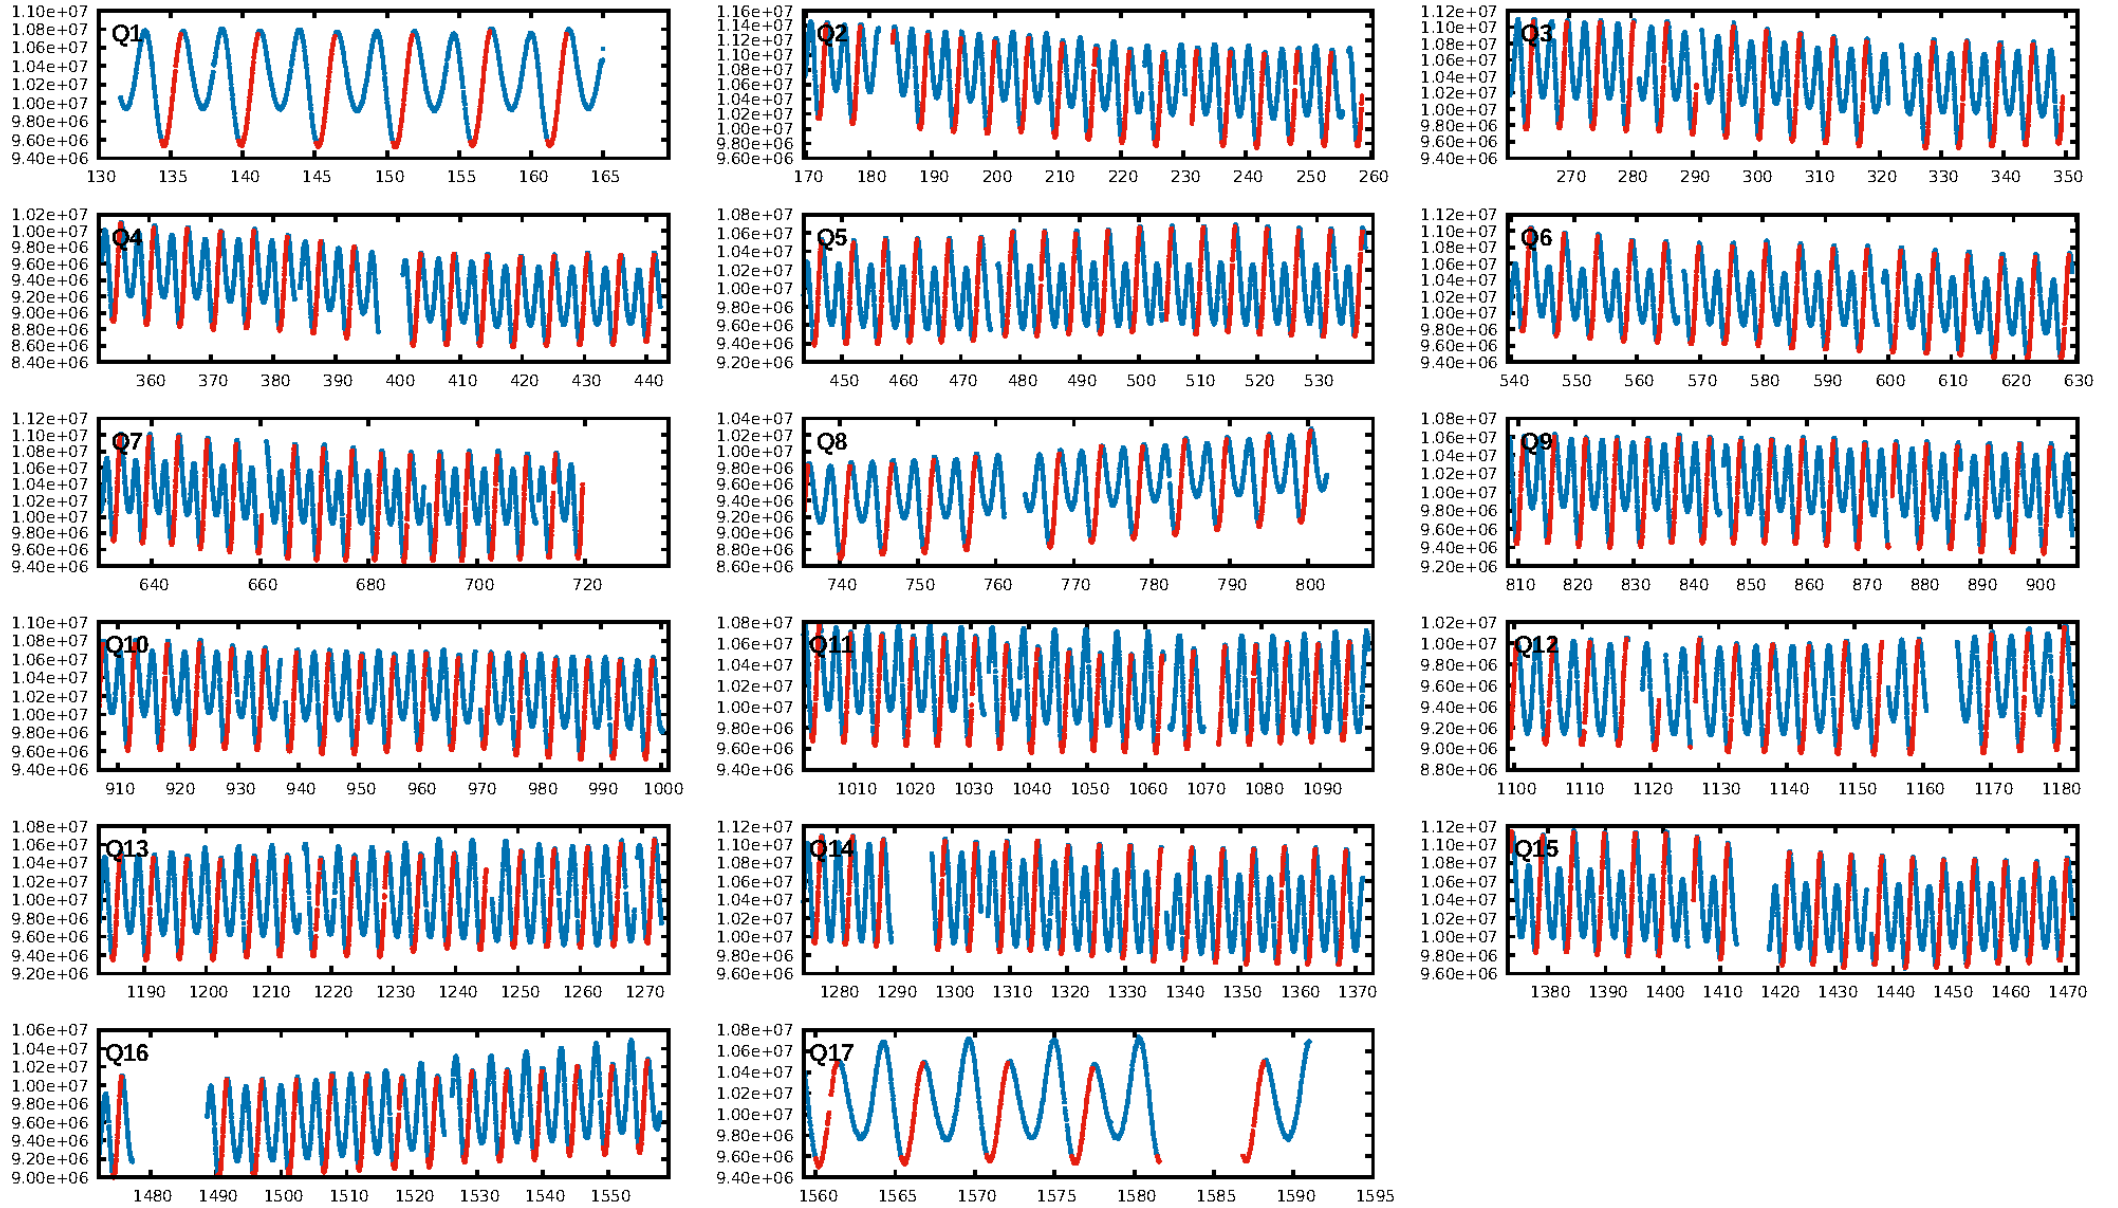 1.10e+07
1.08e+07
1.06e+07
1.04e+07
1.02e+07
1.00e+07
9.80e+06
9.60e+06
9.40e+06
Q1
130 135 140 145 150 155 160 165
1.16e+07
1.14e+07
1.12e+07
1.10e+07
1.08e+07
1.06e+07
1.04e+07
1.02e+07
1.00e+07
9.80e+06
9.60e+06
Q2
170 180 190 200 210 220 230 240 250 260
1.12e+07
1.10e+07
1.08e+07
1.06e+07
1.04e+07
1.02e+07
1.00e+07
9.80e+06
9.60e+06
9.40e+06
Q3
270 280 290 300 310 320 330 340 350
1.02e+07
1.00e+07
9.80e+06
9.60e+06
9.40e+06
9.20e+06
9.00e+06
8.80e+06
8.60e+06
8.40e+06
Q4
360 370 380 390 400 410 420 430 440
1.08e+07
1.06e+07
1.04e+07
1.02e+07
1.00e+07
9.80e+06
9.60e+06
9.40e+06
9.20e+06
Q5
450 460 470 480 490 500 510 520 530
1.12e+07
1.10e+07
1.08e+07
1.06e+07
1.04e+07
1.02e+07
1.00e+07
9.80e+06
9.60e+06
9.40e+06
Q6
540 550 560 570 580 590 600 610 620 630
1.12e+07
1.10e+07
1.08e+07
1.06e+07
1.04e+07
1.02e+07
1.00e+07
9.80e+06
9.60e+06
9.40e+06
Q7
640 660 680 700 720
1.04e+07
1.02e+07
1.00e+07
9.80e+06
9.60e+06
9.40e+06
9.20e+06
9.00e+06
8.80e+06
8.60e+06
Q8
740 750 760 770 780 790 800
1.08e+07
1.06e+07
1.04e+07
1.02e+07
1.00e+07
9.80e+06
9.60e+06
9.40e+06
9.20e+06
Q9
810 820 830 840 850 860 870 880 890 900
1.10e+07
1.08e+07
1.06e+07
1.04e+07
1.02e+07
1.00e+07
9.80e+06
9.60e+06
9.40e+06
Q10
910 920 930 940 950 960 970 980 990 1000
1.08e+07
1.06e+07
1.04e+07
1.02e+07
1.00e+07
9.80e+06
9.60e+06
9.40e+06
Q11
1010 1020 1030 1040 1050 1060 1070 1080 1090
1.02e+07
1.00e+07
9.80e+06
9.60e+06
9.40e+06
9.20e+06
9.00e+06
8.80e+06
Q12
1100 1110 1120 1130 1140 1150 1160 1170 1180
1.08e+07
1.06e+07
1.04e+07
1.02e+07
1.00e+07
9.80e+06
9.60e+06
9.40e+06
9.20e+06
Q13
1190 1200 1210 1220 1230 1240 1250 1260 1270
1.12e+07
1.10e+07
1.08e+07
1.06e+07
1.04e+07
1.02e+07
1.00e+07
9.80e+06
9.60e+06
Q14
1280 1290 1300 1310 1320 1330 1340 1350 1360 1370
1.12e+07
1.10e+07
1.08e+07
1.06e+07
1.04e+07
1.02e+07
1.00e+07
9.80e+06
9.60e+06
Q15
1380 1390 1400 1410 1420 1430 1440 1450 1460 1470
1.06e+07
1.04e+07
1.02e+07
1.00e+07
9.80e+06
9.60e+06
9.40e+06
9.20e+06
9.00e+06
Q16
1480 1490 1500 1510 1520 1530 1540 1550
1.08e+07
1.06e+07
1.04e+07
1.02e+07
1.00e+07
9.80e+06
9.60e+06
9.40e+06
Q17
1560 1565 1570 1575 1580 1585 1590 1595